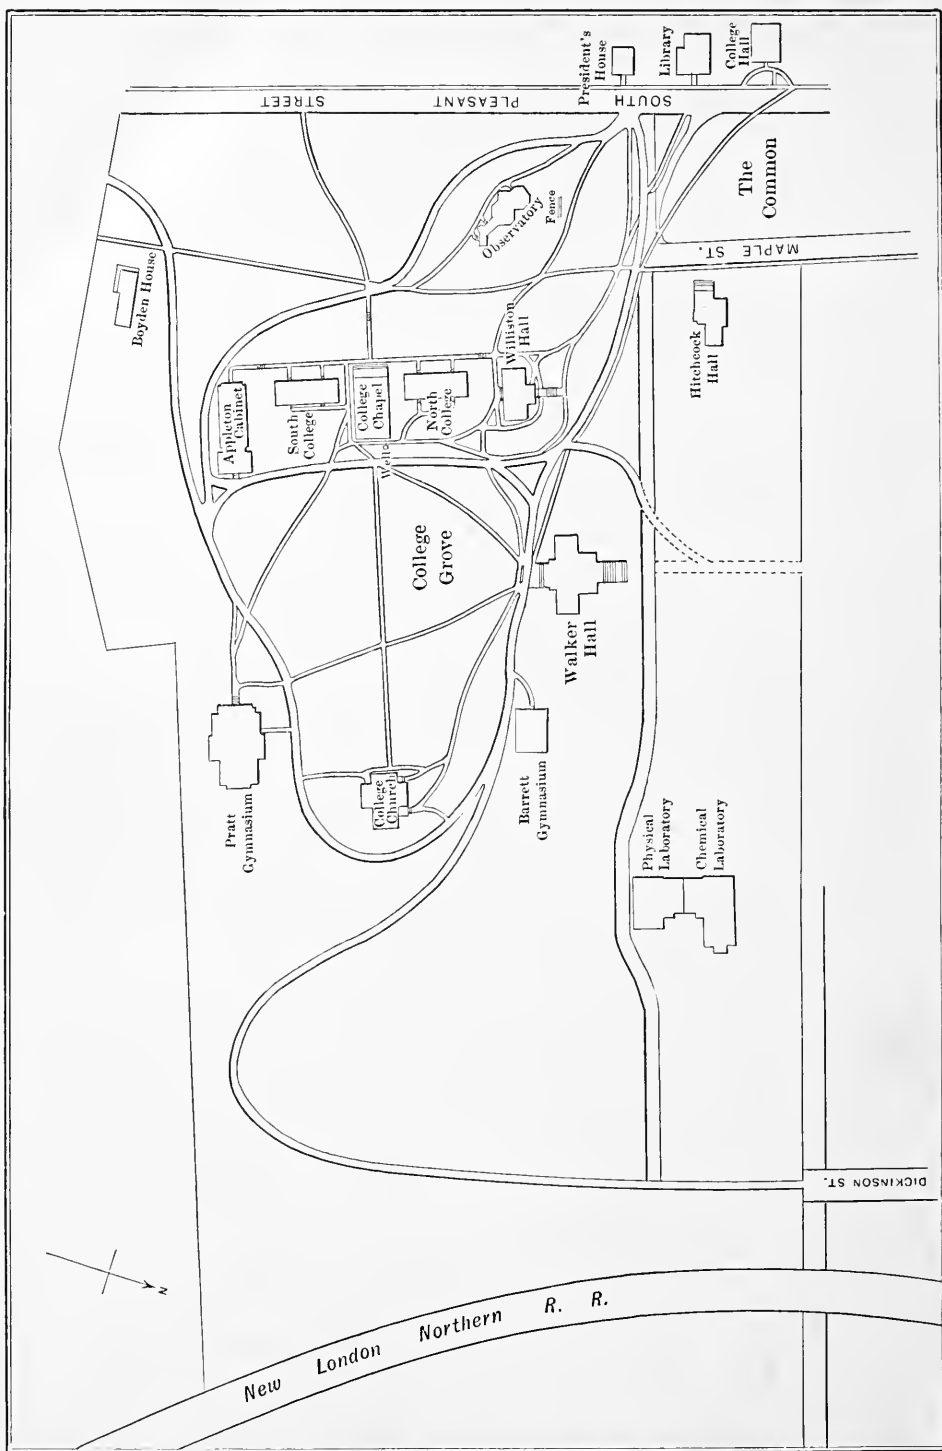 President's
House
Library
College
Hall
STREET
PLEASANT
SOUTH
The
Common
MAPLE ST.
Observatory
Fence
Boyden House
Appleton
Cabinet
South
College
College
Chapel
North
College
Williston
Hall
Hitchcock
Hall
Wells
College
Grove
Walker
Hall
Pratt
Gymnasium
College
Church
Barrett
Gymnasium
Physical
Laboratory
Chemical
Laboratory
DICKINSON ST.
N
New London Northern R. R.